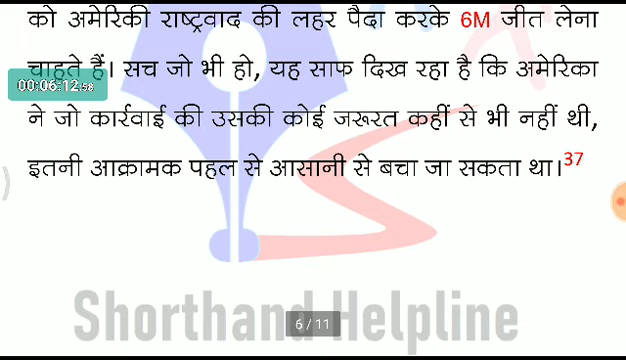 को अमेरिकी राष्ट्रवाद की लहर पैदा करके 6M जीत लेना
चाहते हैं। सच जो भी हो, यह साफ दिख रहा है कि अमेरिका
00:06:12
ने जो कार्रवाई की उसकी कोई जरूरत कहीं से भी नहीं थी,
इतनी आक्रामक पहल से आसानी से बचा जा सकता था।37
Shorthand Helpline
6 / 11